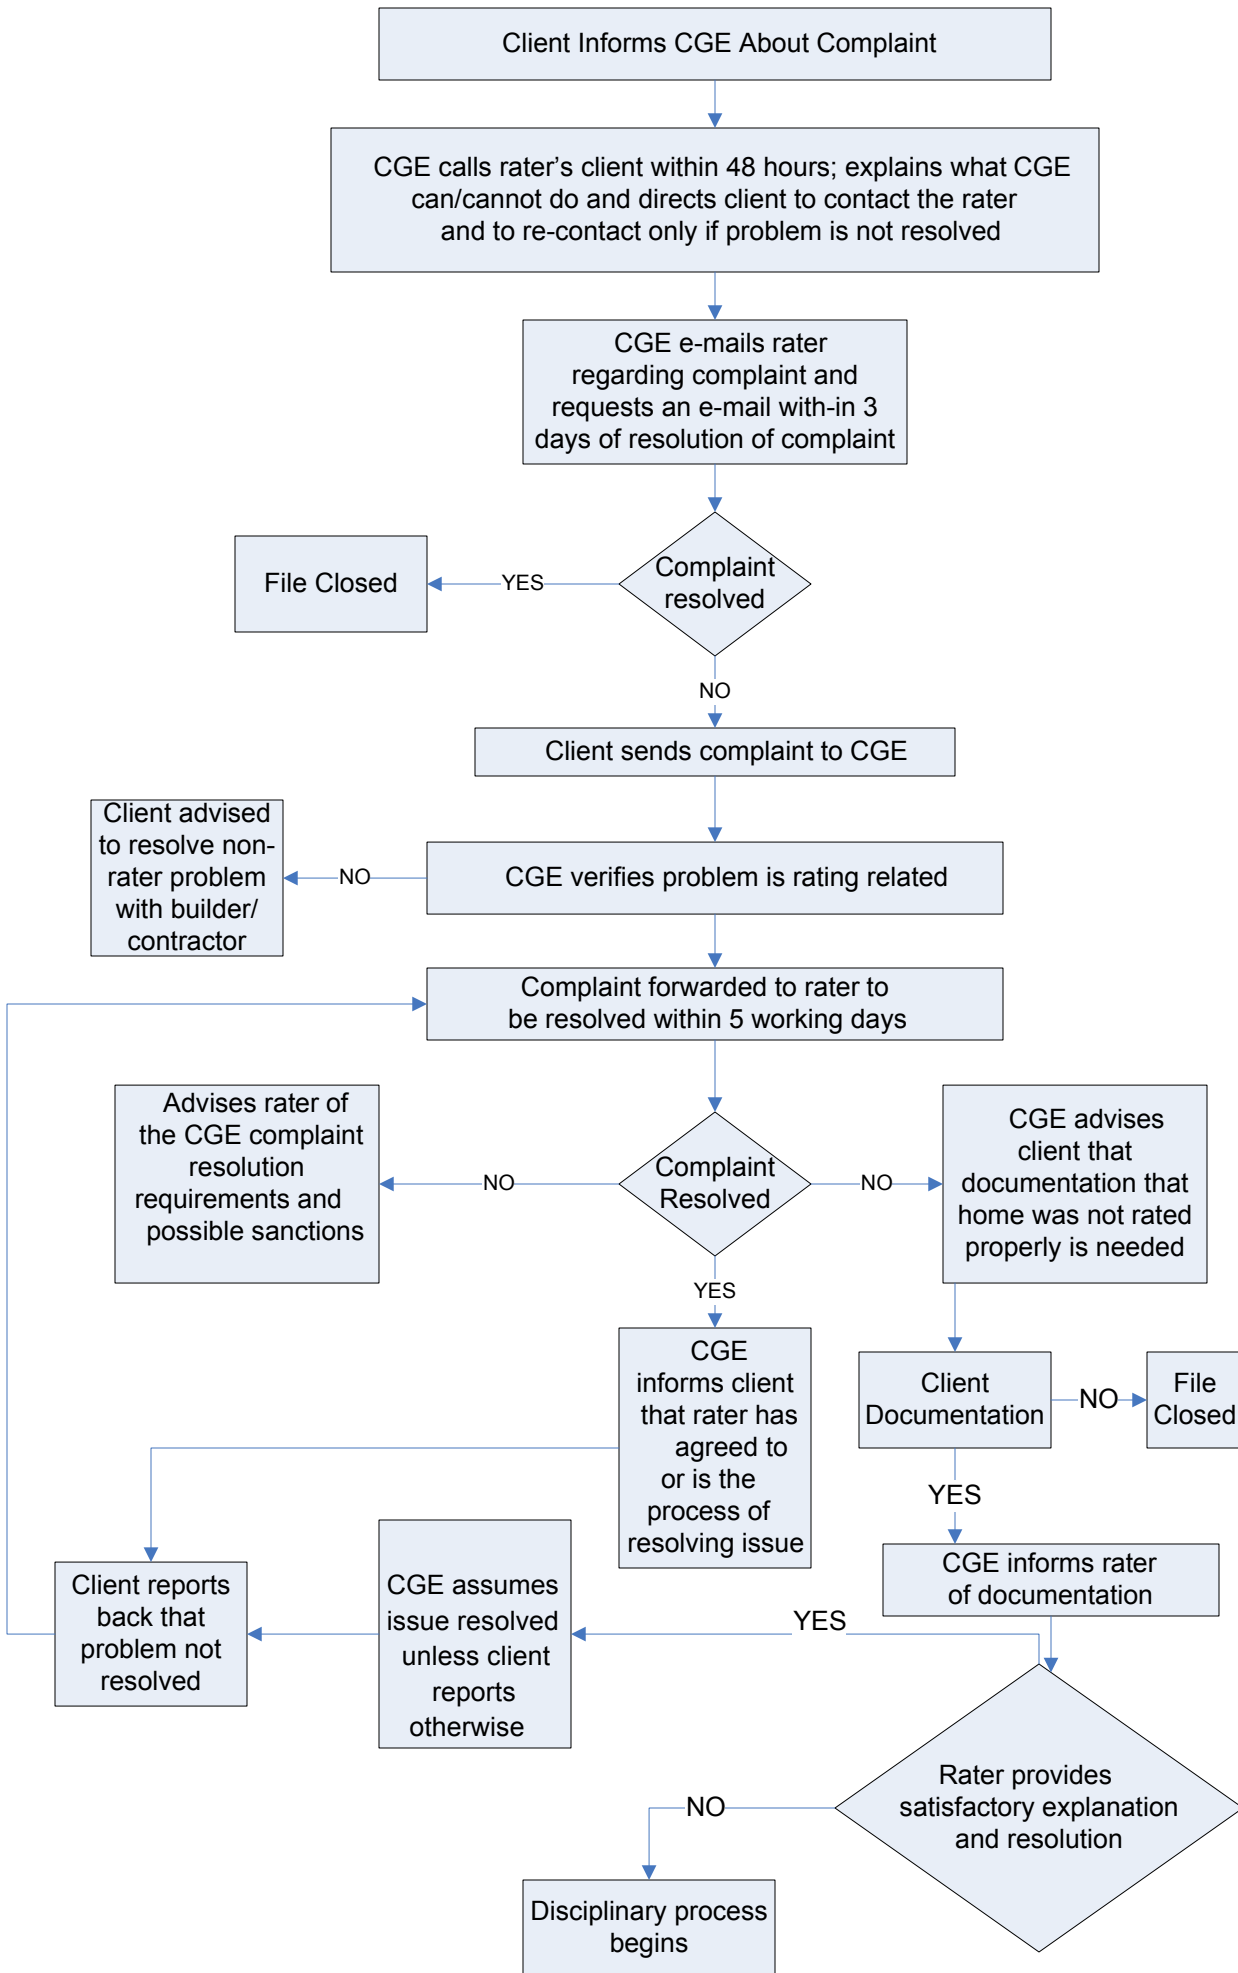 Client Informs CGE About Complaint
CGE calls rater's client within 48 hours; explains what CGE
can/cannot do and directs client to contact the rater
and to re-contact only if problem is not resolved
CGE e-mails rater
regarding complaint and
requests an e-mail with-in 3
days of resolution of complaint
File Closed
YES
Complaint
resolved
NO
Client sends complaint to CGE
Client advised
to resolve non-
rater problem
with builder/
contractor
NO
CGE verifies problem is rating related
Complaint forwarded to rater to
be resolved within 5 working days
Advises rater of
the CGE complaint
resolution
requirements and
possible sanctions
NO
Complaint
Resolved
NO
CGE advises
client that
documentation that
home was not rated
properly is needed
YES
CGE
informs client
that rater has
agreed to
or is the
process of
resolving issue
Client
Documentation
NO
File
Closed
YES
CGE informs rater
of documentation
Client reports
back that
problem not
resolved
CGE assumes
issue resolved
unless client
reports
otherwise
YES
Rater provides
satisfactory explanation
and resolution
NO
Disciplinary process
begins